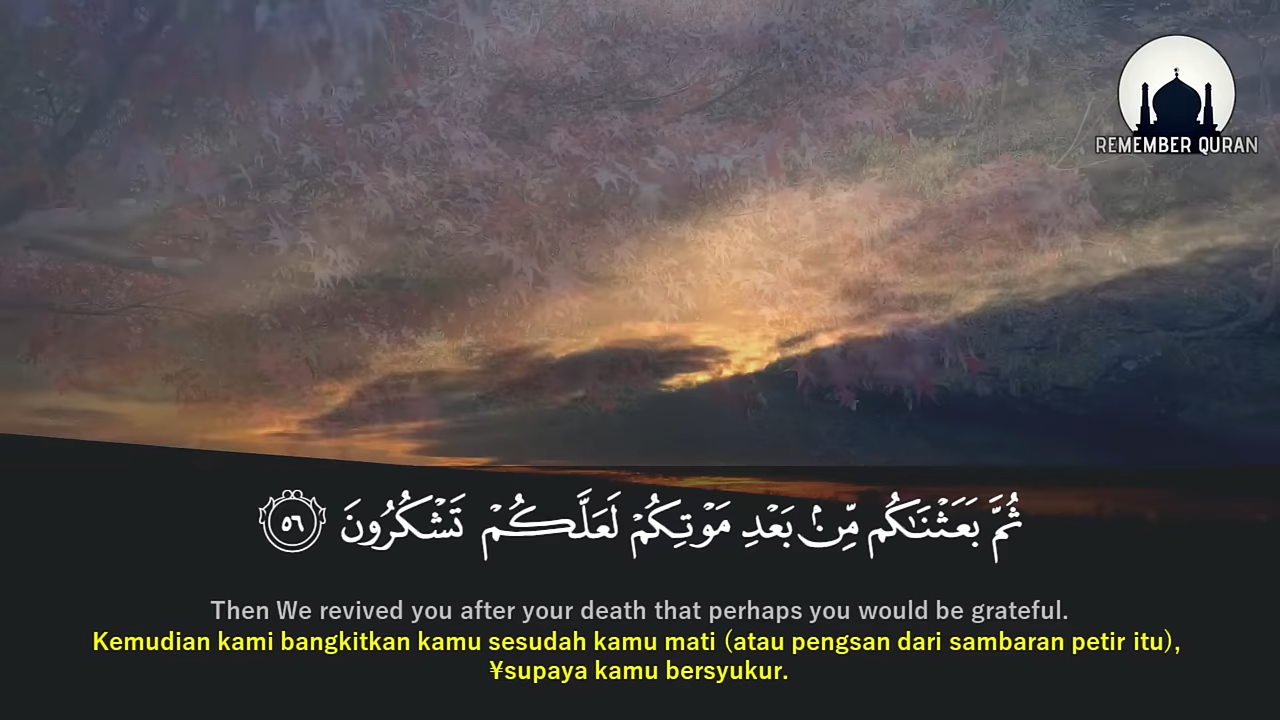 REMEMBER QURAN
ثُمَّ بَعَثْنَٰكُم مِّنۢ بَعْدِ مَوْتِكُمْ لَعَلَّكُمْ تَشْكُرُونَ ٥٦
Then We revived you after your death that perhaps you would be grateful.
Kemudian kami bangkitkan kamu sesudah kamu mati (atau pengsan dari sambaran petir itu),
¥supaya kamu bersyukur.